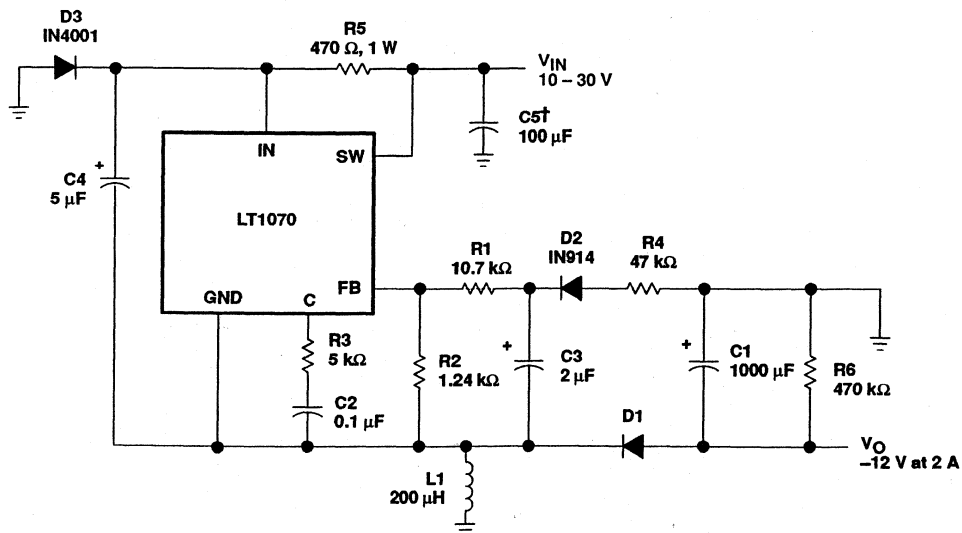 D3
IN4001
R5
470 Ω, 1 W
VIN
10 – 30 V
C5†
100 µF
IN
SW
+
C4
5 µF
LT1070
D2
IN914
R4
47 kΩ
R1
10.7 kΩ
FB
GND
C
R3
5 kΩ
R2
1.24 kΩ
+
C3
2 µF
+
C1
1000 µF
R6
470 kΩ
C2
0.1 µF
D1
VO
–12 V at 2 A
L1
200 µH